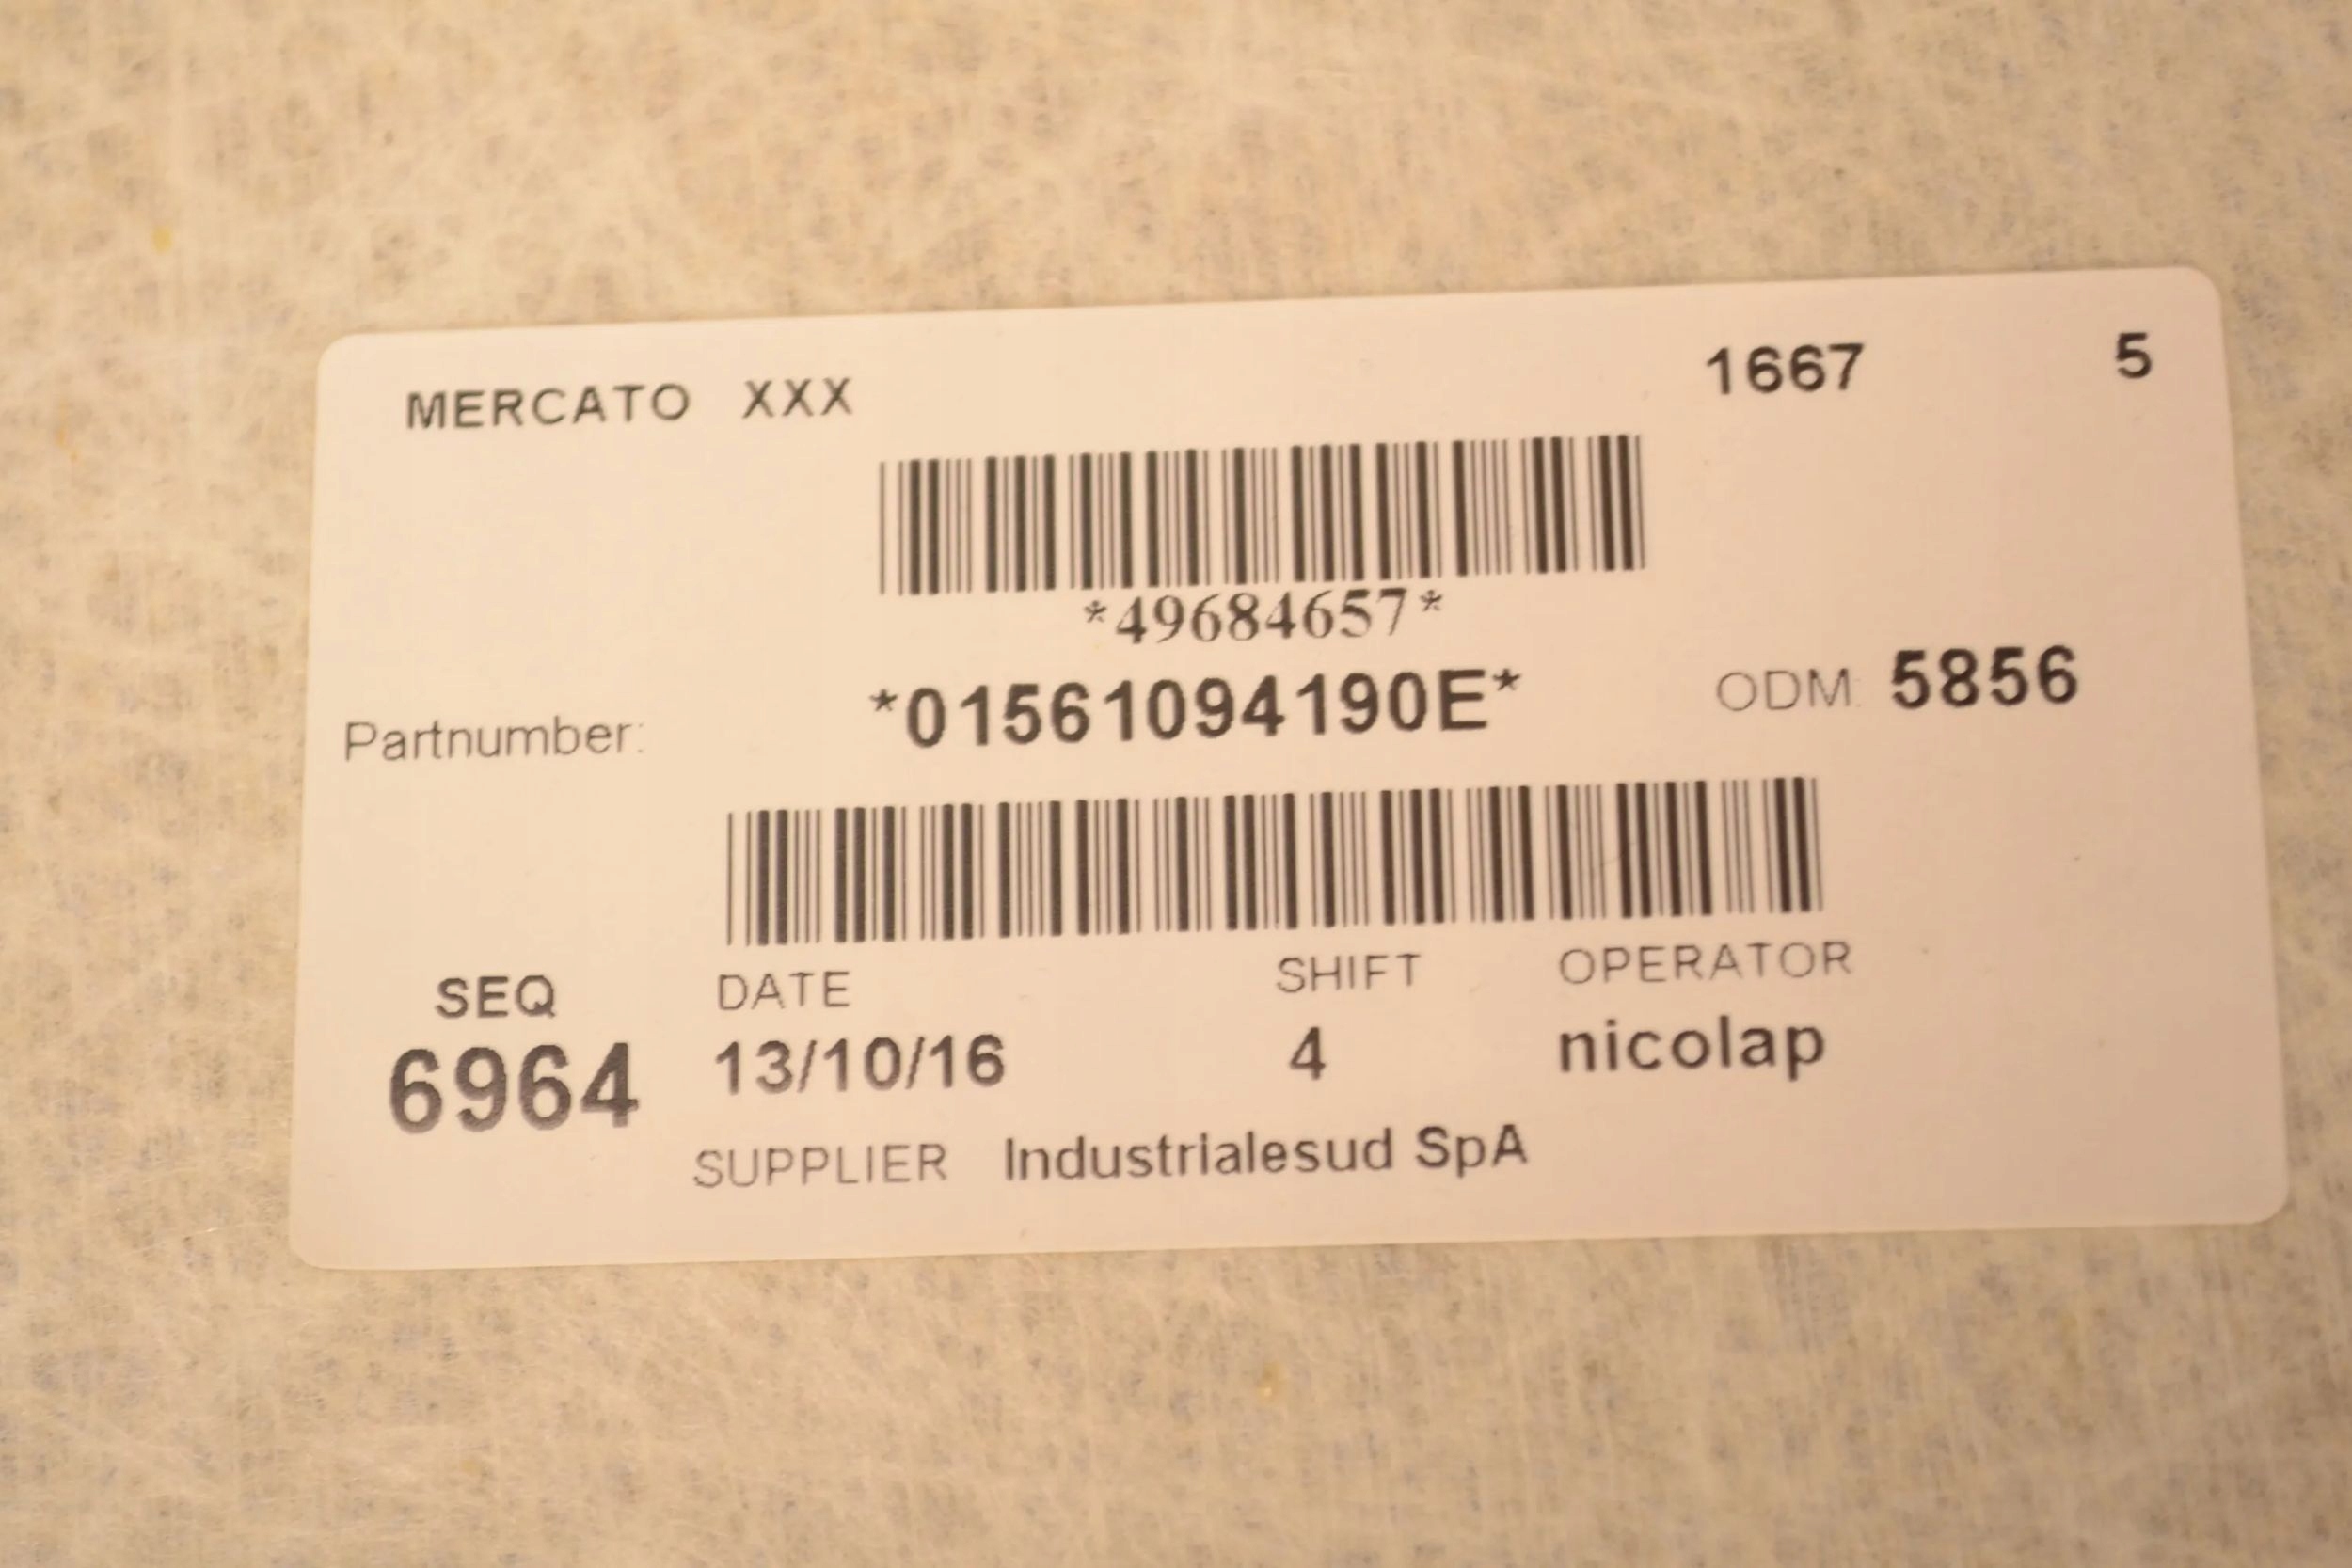 MERCATO XXX 1667 5
*49684657*
Partnumber: *01561094190E* ODM: 5856
SEQ DATE SHIFT OPERATOR
6964 13/10/16 4 nicolap
SUPPLIER Industrialesud SpA